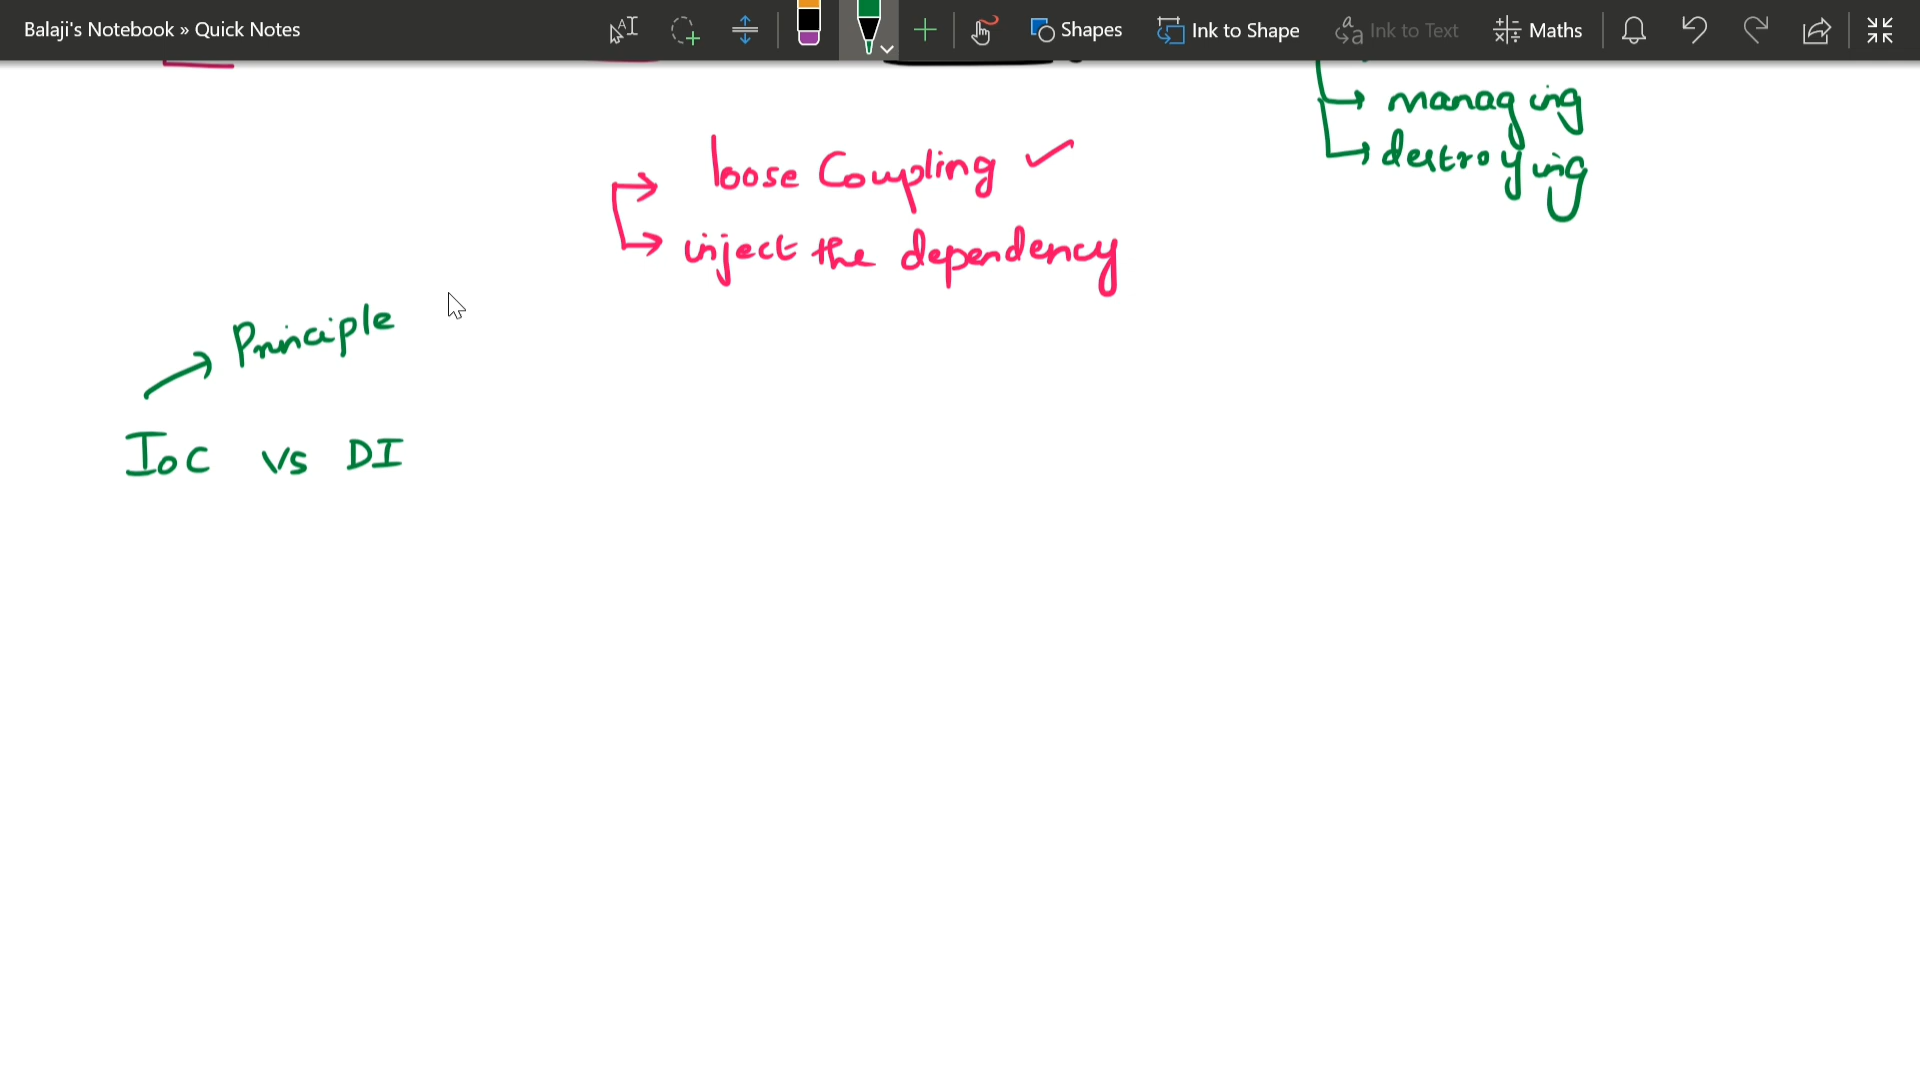 Balaji's Notebook » Quick Notes
Shapes
Ink to Shape
Ink to Text
Maths
managing
destroying
loose Coupling ✓
inject the dependency
Principle
IoC vs DI